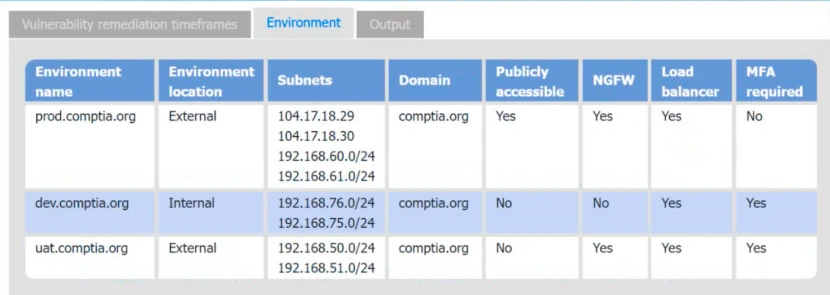 Vulnerability remediation timeframes Environment Output
Environment name Environment location Subnets Domain Publicly accessible NGFW Load balancer MFA required
prod.comptia.org External 104.17.18.29 comptia.org Yes Yes Yes No
104.17.18.30
192.168.60.0/24
192.168.61.0/24
dev.comptia.org Internal 192.168.76.0/24 comptia.org No No Yes Yes
192.168.75.0/24
uat.comptia.org External 192.168.50.0/24 comptia.org No Yes Yes Yes
192.168.51.0/24